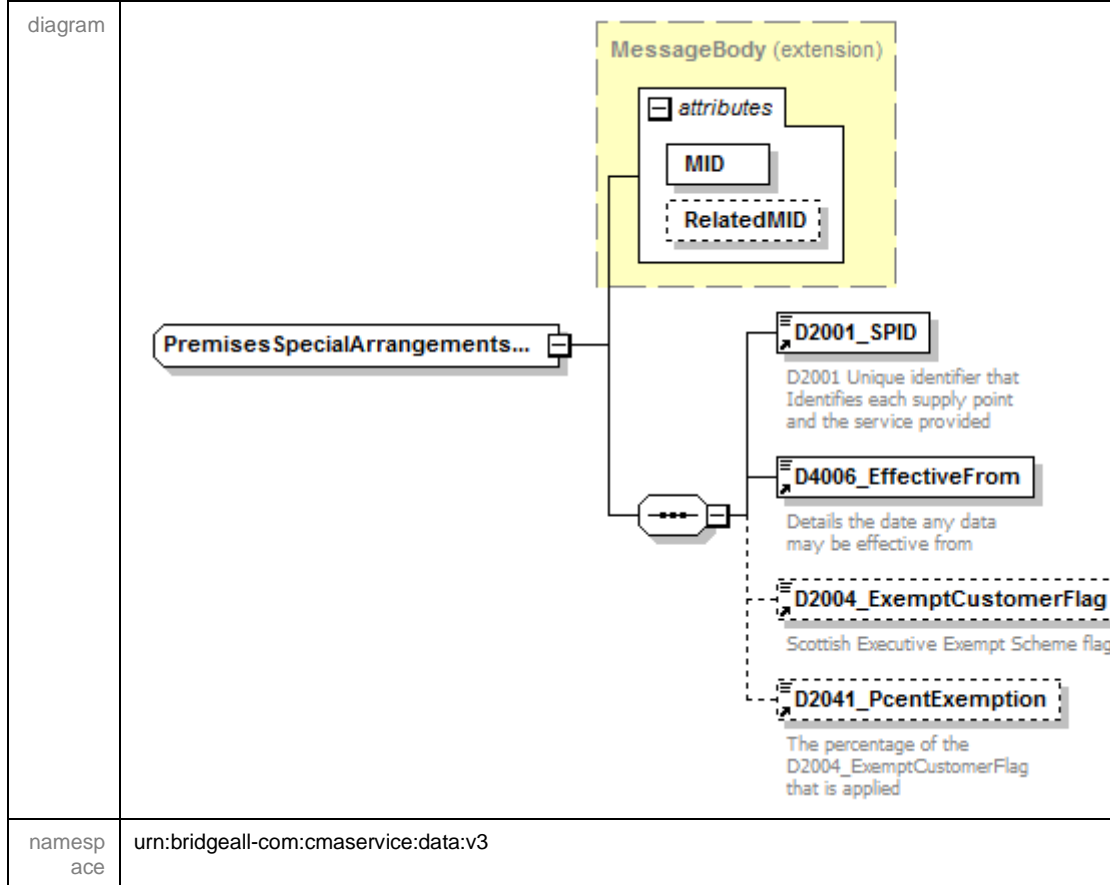 diagram
MessageBody (extension)
attributes
MID
RelatedMID
PremisesSpecialArrangements...
D2001_SPID
D2001 Unique identifier that
Identifies each supply point
and the service provided
D4006_EffectiveFrom
Details the date any data
may be effective from
D2004_ExemptCustomerFlag
Scottish Executive Exempt Scheme flag
D2041_PcentExemption
The percentage of the
D2004_ExemptCustomerFlag
that is applied
namesp
ace
urn:bridgeall-com:cmaservice:data:v3